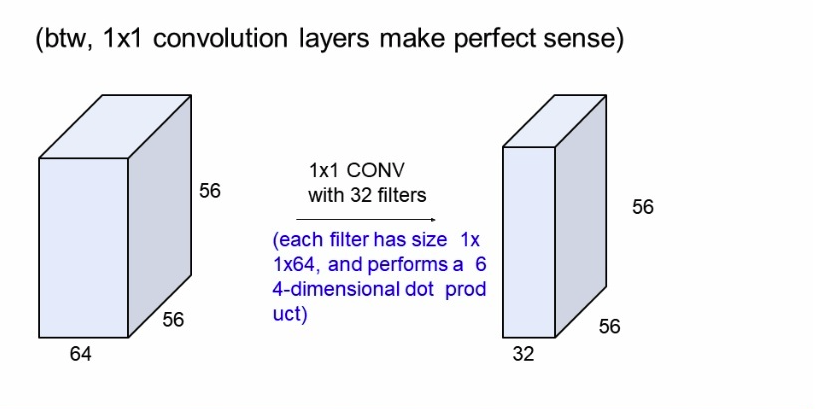 (btw, 1x1 convolution layers make perfect sense)
56
56
64
1x1 CONV
with 32 filters
(each filter has size 1x
1x64, and performs a 6
4-dimensional dot prod
uct)
56
56
32